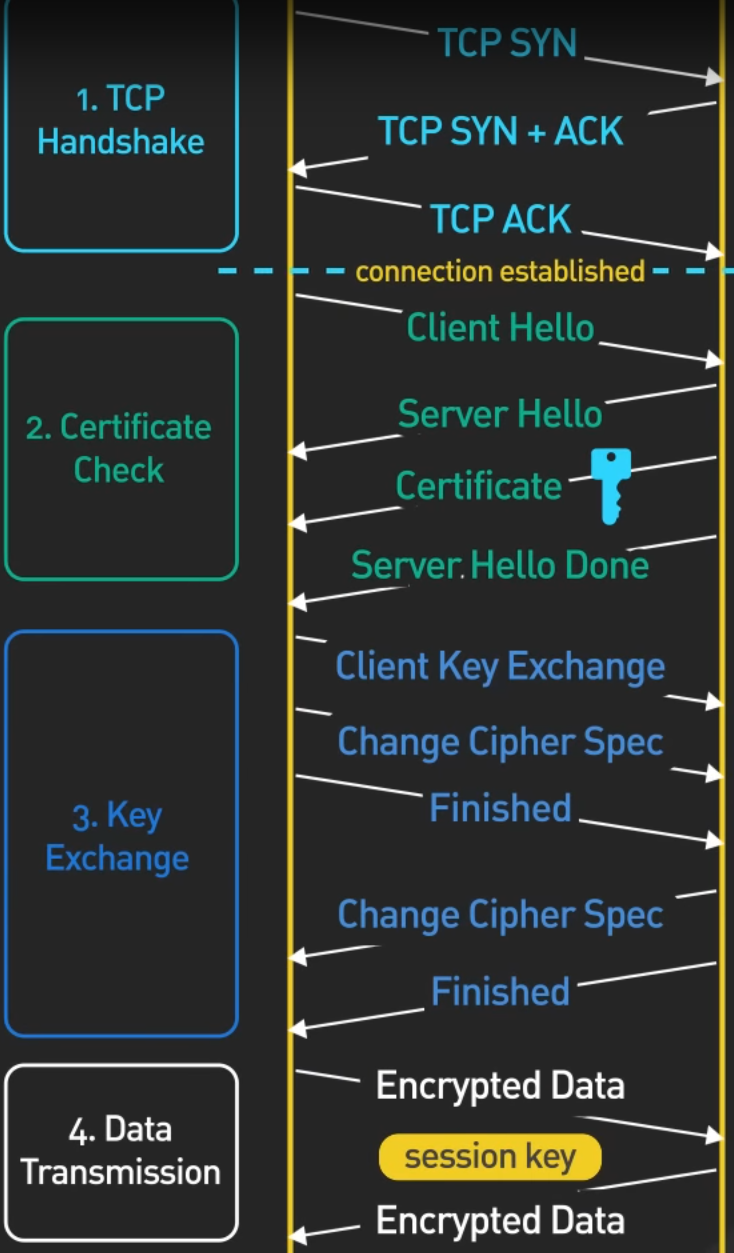 1. TCP
Handshake
TCP SYN
TCP SYN + ACK
TCP ACK
connection established
2. Certificate
Check
Client Hello
Server Hello
Certificate
Server.Hello Done
3. Key
Exchange
Client Key Exchange
Change Cipher Spec
Finished
Change Cipher Spec
Finished
4. Data
Transmission
Encrypted Data
session key
Encrypted Data